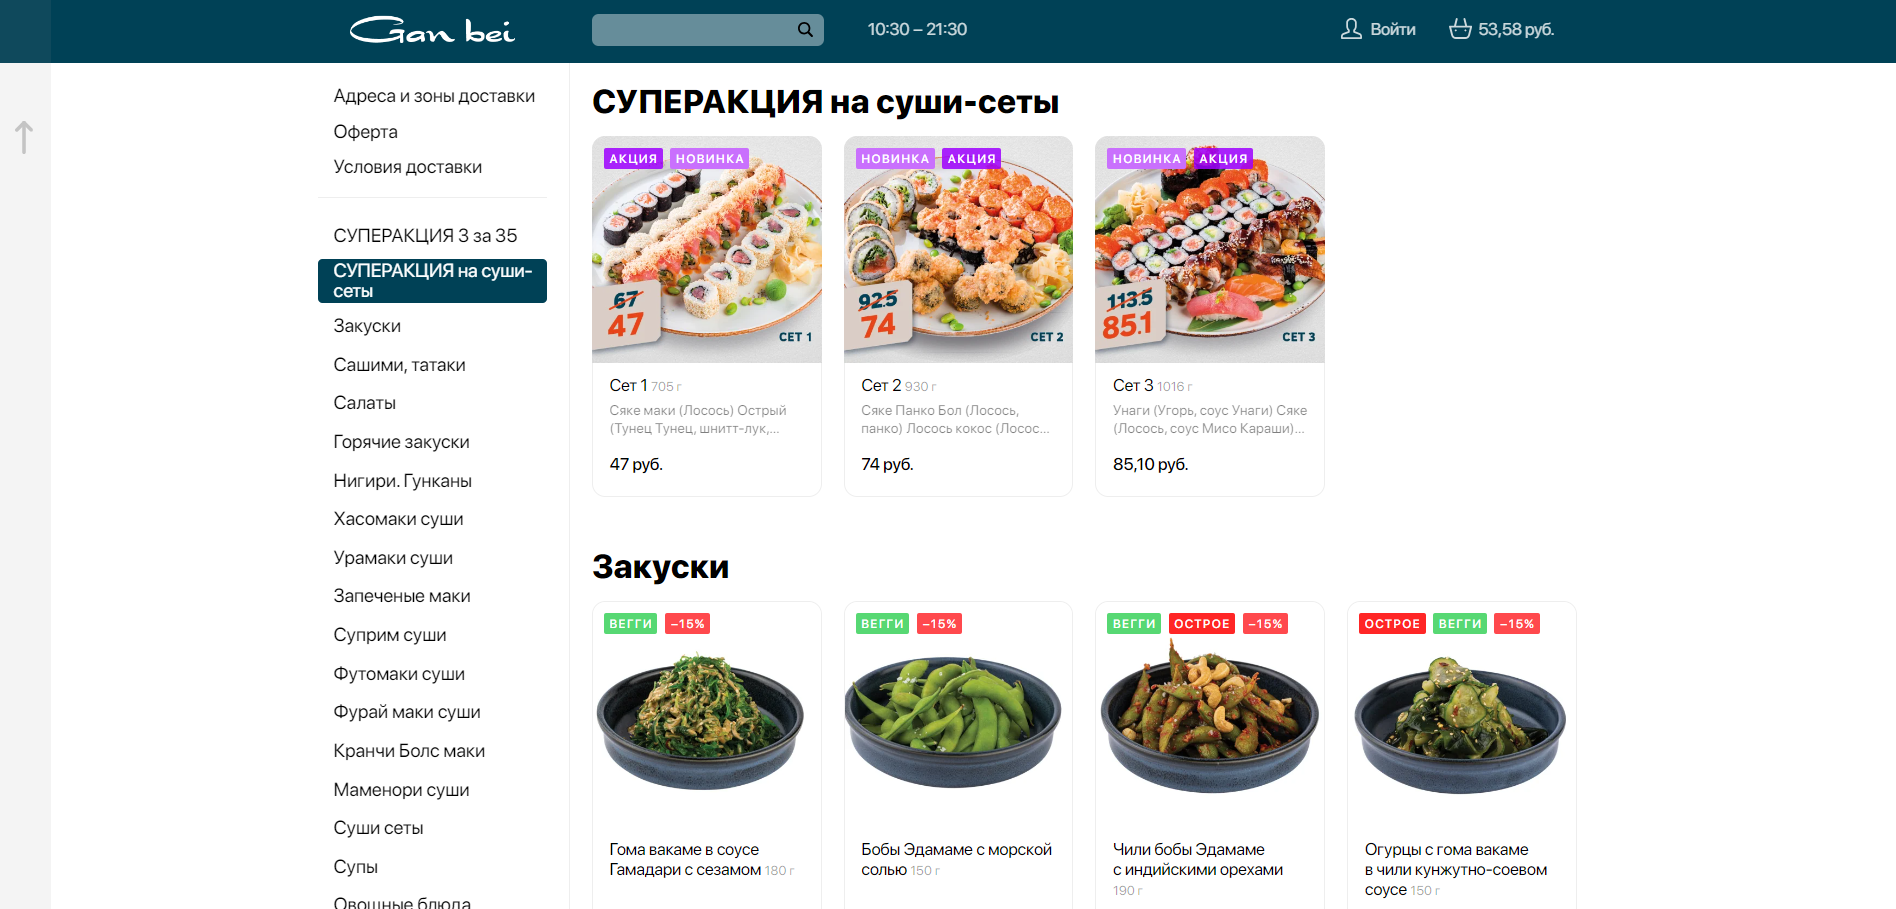 Gan bei
10:30 – 21:30
Войти
53,58 руб.
Адреса и зоны доставки
Оферта
Условия доставки
СУПЕРАКЦИЯ 3 за 35
СУПЕРАКЦИЯ на суши-
сеты
Закуски
Сашими, татаки
Салаты
Горячие закуски
Нигири. Гунканы
Хасомаки суши
Урамаки суши
Запеченые маки
Суприм суши
Футомаки суши
Фурай маки суши
Кранчи Болс маки
Маменори суши
Суши сеты
Супы
Овощные блюда
СУПЕРАКЦИЯ на суши-сеты
АКЦИЯ НОВИНКА
67
47
СЕТ 1
Сет 1 705 г
Сяке маки (Лосось) Острый
(Тунец Тунец, шнитт-лук,...
47 руб.
НОВИНКА АКЦИЯ
92.5
74
СЕТ 2
Сет 2 930 г
Сяке Панко Бол (Лосось,
панко) Лосось кокос (Лосос...
74 руб.
НОВИНКА АКЦИЯ
113.5
85.1
СЕТ 3
Сет 3 1016 г
Унаги (Угорь, соус Унаги) Сяке
(Лосось, соус Мисо Караши)...
85,10 руб.
Закуски
ВЕГГИ –15%
Гома вакаме в соусе
Гамадари с сезамом 180 г
ВЕГГИ –15%
Бобы Эдамаме с морской
солью 150 г
ВЕГГИ ОСТРОЕ –15%
Чили бобы Эдамаме
с индийскими орехами
190 г
ОСТРОЕ ВЕГГИ –15%
Огурцы с гома вакаме
в чили кунжутно-соевом
соусе 150 г